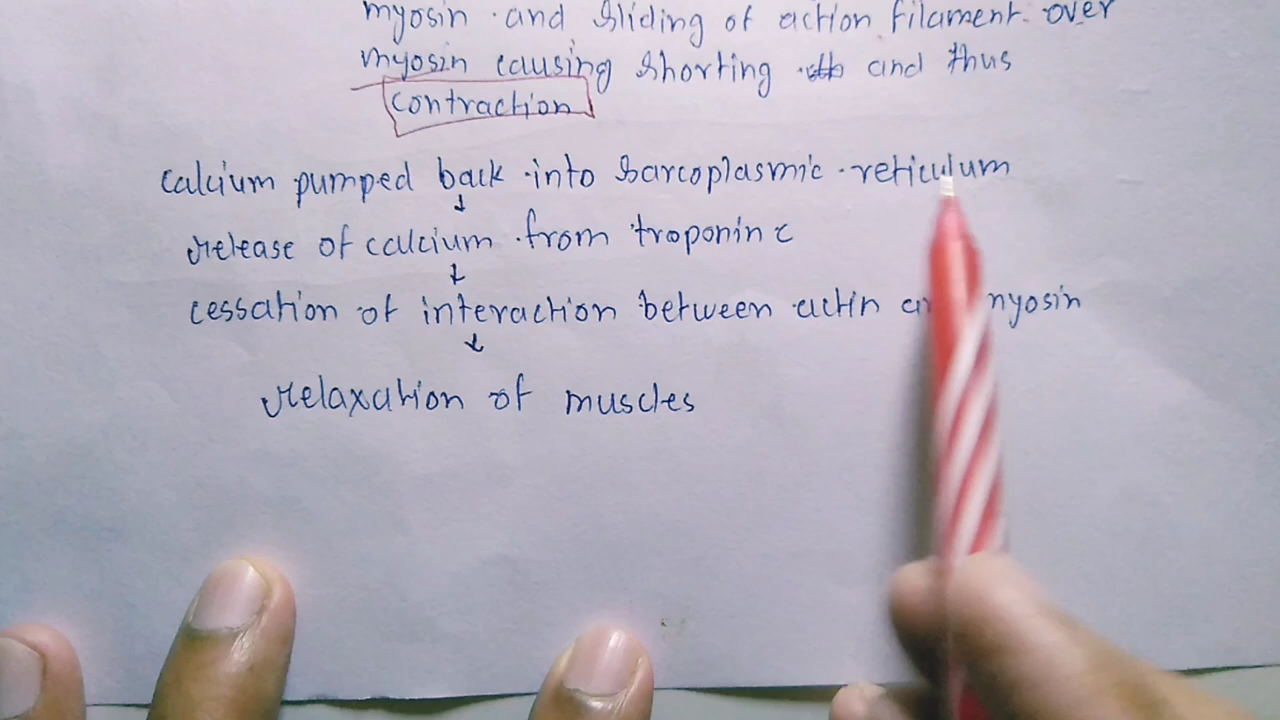 myosin and sliding of action filament over
myosin causing shorting and thus
contraction
calcium pumped back into sarcoplasmic reticulum
release of calcium from troponin c
cessation of interaction between actin myosin
relaxation of muscles